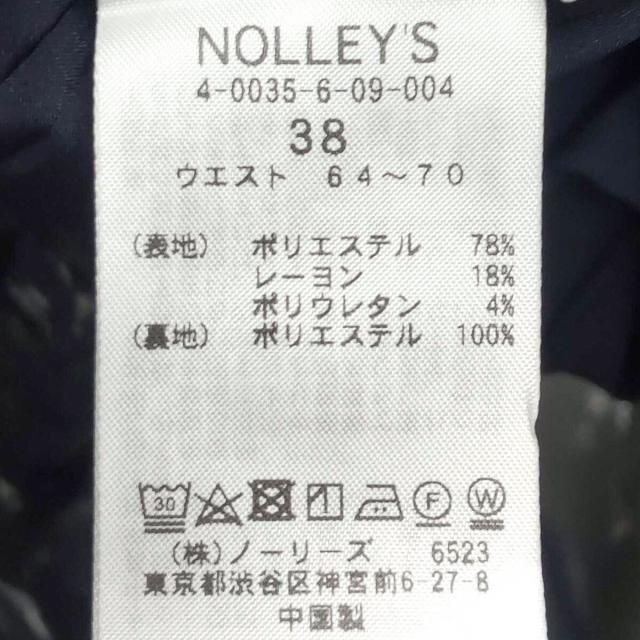 NOLLEY'S
4-0035-6-09-004
38
ウエスト 64～70
(表地) ポリエステル 78%
レーヨン 18%
ポリウレタン 4%
(裏地) ポリエステル 100%
30 F W
(株)ノーリーズ 6523
東京都渋谷区神宮前6-27-8
中国製